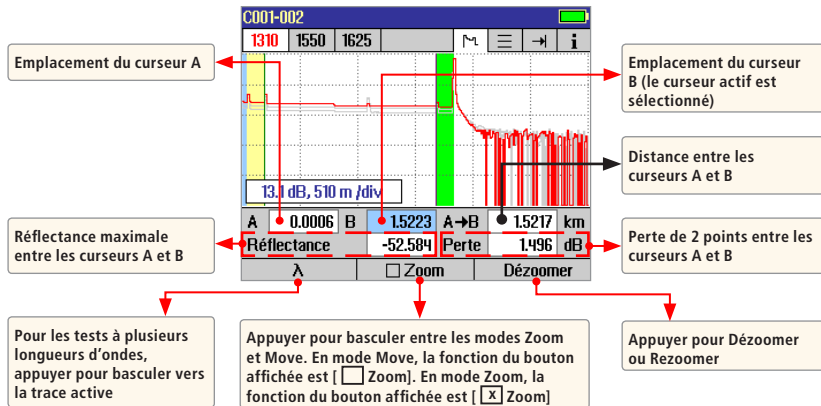 C001-002
1310 1550 1625 i
Emplacement du curseur A
Emplacement du curseur
B (le curseur actif est
sélectionné)
Distance entre les
curseurs A et B
13.1 dB, 510 m /div
A 0.0006 B 1.5223 A→B 1.5217 km
Réflectance -52.584 Perte 1.496 dB
λ Zoom Dézoomer
Réflectance maximale
entre les curseurs A et B
Perte de 2 points entre les
curseurs A et B
Pour les tests à plusieurs
longueurs d'ondes,
appuyer pour basculer vers
la trace active
Appuyer pour basculer entre les modes Zoom
et Move. En mode Move, la fonction du bouton
affichée est [ Zoom]. En mode Zoom, la
fonction du bouton affichée est [ X Zoom]
Appuyer pour Dézoomer
ou Rezoomer